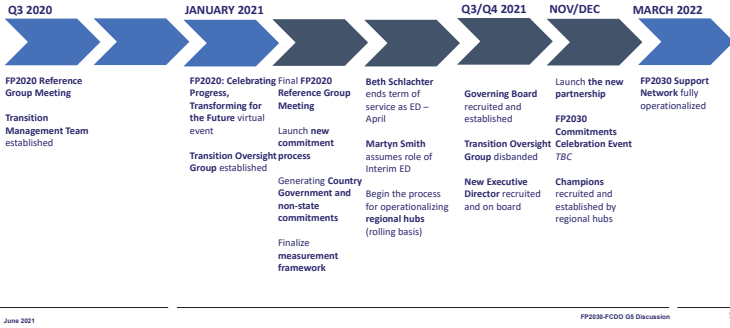 Q3 2020
JANUARY 2021
Q3/Q4 2021
NOV/DEC
MARCH 2022
FP2020 Reference
Group Meeting
Transition
Management Team
established
FP2020: Celebrating
Progress,
Transforming for
the Future virtual
event
Transition Oversight
Group established
Final FP2020
Reference Group
Meeting
Launch new
commitment
process
Generating Country
Government and
non-state
commitments
Finalize
measurement
framework
Beth Schlachter
ends term of
service as ED –
April
Martyn Smith
assumes role of
Interim ED
Begin the process
for operationalizing
regional hubs
(rolling basis)
Governing Board
recruited and
established
Transition Oversight
Group disbanded
New Executive
Director recruited
and on board
Launch the new
partnership
FP2030
Commitments
Celebration Event
TBC
Champions
recruited and
established by
regional hubs
FP2030 Support
Network fully
operationalized
June 2021
FP2030-FCDO G5 Discussion